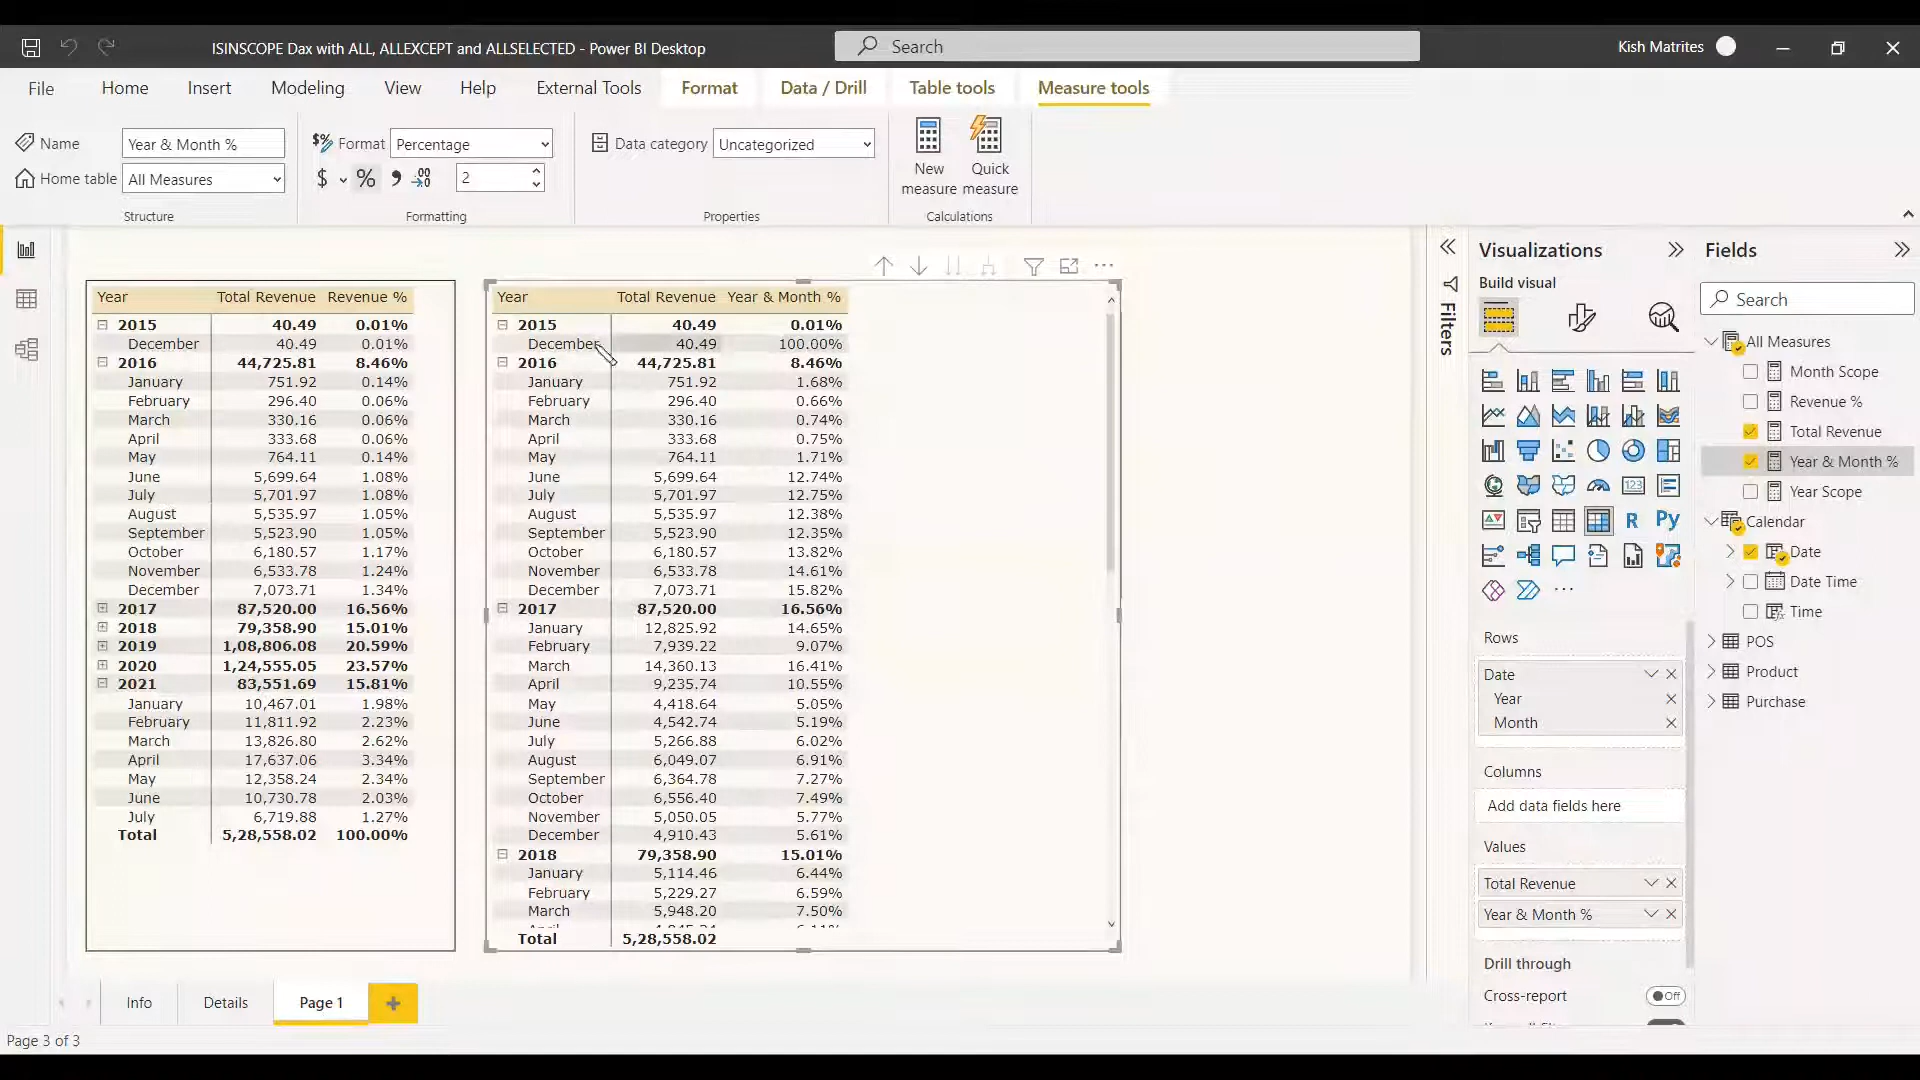 ISINSCOPE Dax with ALL, ALLEXCEPT and ALLSELECTED - Power BI Desktop
Search
Kish Matrites
File Home Insert Modeling View Help External Tools Format Data / Drill Table tools Measure tools
Name Year & Month %
Home table All Measures
Structure
Format Percentage
$ % 2
Formatting
Data category Uncategorized
Properties
New measure
Quick measure
Calculations
Year Total Revenue Revenue %
2015 40.49 0.01%
December 40.49 0.01%
2016 44,725.81 8.46%
January 751.92 0.14%
February 296.40 0.06%
March 330.16 0.06%
April 333.68 0.06%
May 764.11 0.14%
June 5,699.64 1.08%
July 5,701.97 1.08%
August 5,535.97 1.05%
September 5,523.90 1.05%
October 6,180.57 1.17%
November 6,533.78 1.24%
December 7,073.71 1.34%
2017 87,520.00 16.56%
2018 79,358.90 15.01%
2019 1,08,806.08 20.59%
2020 1,24,555.05 23.57%
2021 83,551.69 15.81%
January 10,467.01 1.98%
February 11,811.92 2.23%
March 13,826.80 2.62%
April 17,637.06 3.34%
May 12,358.24 2.34%
June 10,730.78 2.03%
July 6,719.88 1.27%
Total 5,28,558.02 100.00%
Year Total Revenue Year & Month %
2015 40.49 0.01%
December 40.49 100.00%
2016 44,725.81 8.46%
January 751.92 1.68%
February 296.40 0.66%
March 330.16 0.74%
April 333.68 0.75%
May 764.11 1.71%
June 5,699.64 12.74%
July 5,701.97 12.75%
August 5,535.97 12.38%
September 5,523.90 12.35%
October 6,180.57 13.82%
November 6,533.78 14.61%
December 7,073.71 15.82%
2017 87,520.00 16.56%
January 12,825.92 14.65%
February 7,939.22 9.07%
March 14,360.13 16.41%
April 9,235.74 10.55%
May 4,418.64 5.05%
June 4,542.74 5.19%
July 5,266.88 6.02%
August 6,049.07 6.91%
September 6,364.78 7.27%
October 6,556.40 7.49%
November 5,050.05 5.77%
December 4,910.43 5.61%
2018 79,358.90 15.01%
January 5,114.46 6.44%
February 5,229.27 6.59%
March 5,948.20 7.50%
Total 5,28,558.02
Filters
Visualizations
Build visual
R Py
123
Rows
Date
Year
Month
Columns
Add data fields here
Values
Total Revenue
Year & Month %
Drill through
Cross-report Off
Fields
Search
All Measures
Month Scope
Revenue %
Total Revenue
Year & Month %
Year Scope
Calendar
Date
Date Time
Time
POS
Product
Purchase
Info Details Page 1
Page 3 of 3